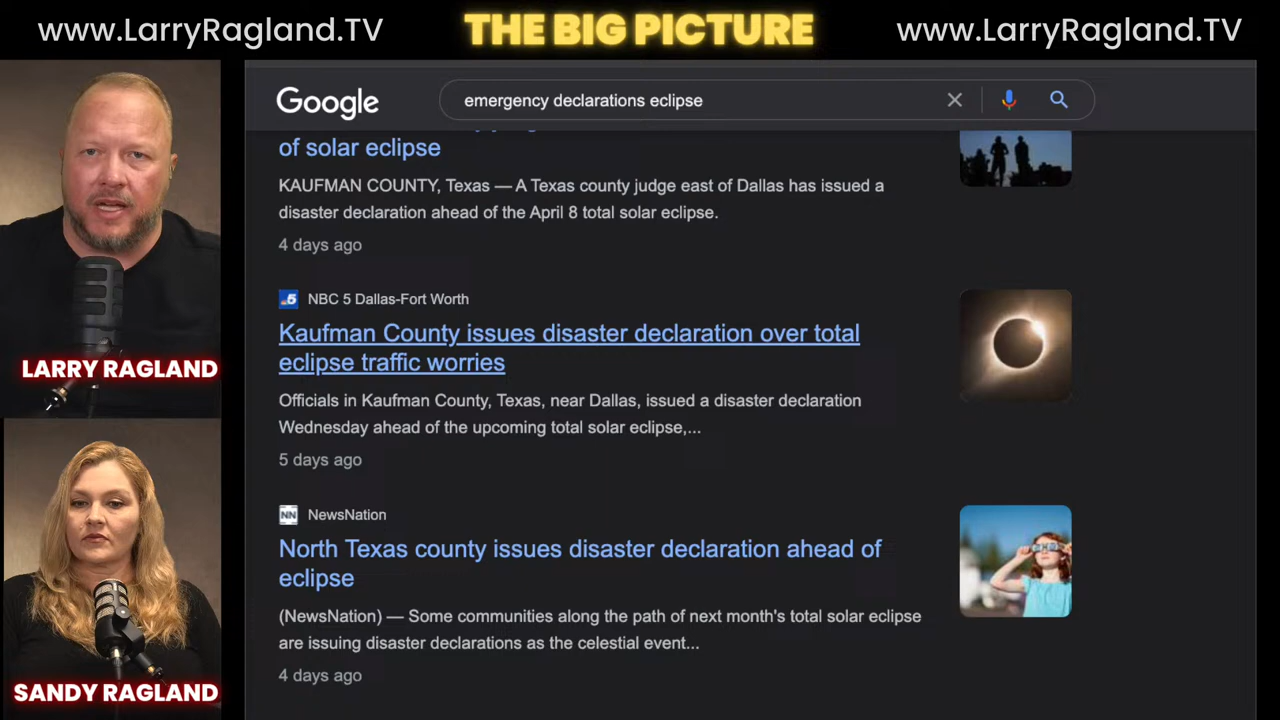 www.LarryRagland.TV
THE BIG PICTURE
www.LarryRagland.TV
Google
emergency declarations eclipse
of solar eclipse
KAUFMAN COUNTY, Texas — A Texas county judge east of Dallas has issued a
disaster declaration ahead of the April 8 total solar eclipse.
4 days ago
5 NBC 5 Dallas-Fort Worth
Kaufman County issues disaster declaration over total
eclipse traffic worries
Officials in Kaufman County, Texas, near Dallas, issued a disaster declaration
Wednesday ahead of the upcoming total solar eclipse,...
5 days ago
NN NewsNation
North Texas county issues disaster declaration ahead of
eclipse
(NewsNation) — Some communities along the path of next month's total solar eclipse
are issuing disaster declarations as the celestial event...
4 days ago
LARRY RAGLAND
SANDY RAGLAND